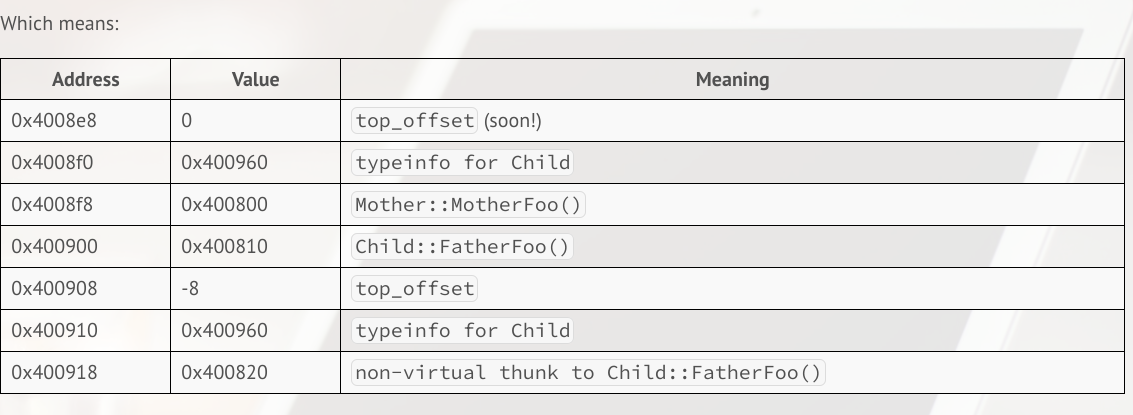 Which means:
Address Value Meaning
0x4008e8 0 top_offset (soon!)
0x4008f0 0x400960 typeinfo for Child
0x4008f8 0x400800 Mother::MotherFoo()
0x400900 0x400810 Child::FatherFoo()
0x400908 -8 top_offset
0x400910 0x400960 typeinfo for Child
0x400918 0x400820 non-virtual thunk to Child::FatherFoo()